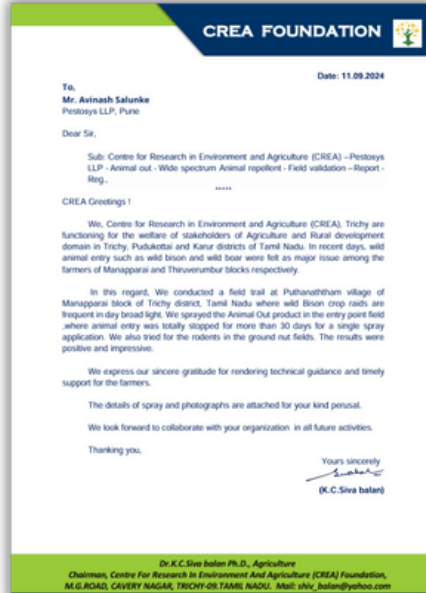 CREA FOUNDATION
Date: 11.09.2024
To,
Mr. Avinash Salunke
Pestosys LLP, Pune
Dear Sir,
Sub: Centre for Research in Environment and Agriculture (CREA) –Pestosys
LLP - Animal out - Wide spectrum Animal repellent - Field validation – Report -
Reg.,
*****
CREA Greetings !
We, Centre for Research in Environment and Agriculture (CREA), Trichy are
functioning for the welfare of stakeholders of Agriculture and Rural development
domain in Trichy, Pudukottai and Karur districts of Tamil Nadu. In recent days, wild
animal entry such as wild bison and wild boar were felt as major issue among the
farmers of Manapparai and Thiruverumbur blocks respectively.
In this regard, We conducted a field trail at Puthanaththam village of
Manapparai block of Trichy district, Tamil Nadu where wild Bison crop raids are
frequent in day broad light. We sprayed the Animal Out product in the entry point field
,where animal entry was totally stopped for more than 30 days for a single spray
application. We also tried for the rodents in the ground nut fields. The results were
positive and impressive.
We express our sincere gratitude for rendering technical guidance and timely
support for the farmers.
The details of spray and photographs are attached for your kind perusal.
We look forward to collaborate with your organization in all future activities.
Thanking you,
Yours sincerely
(K.C.Siva balan)
Dr.K.C.Siva balan Ph.D., Agriculture
Chairman, Centre For Research In Environment And Agriculture (CREA) Foundation,
M.G.ROAD, CAVERY NAGAR, TRICHY-09.TAMIL NADU. Mail: shiv_balan@yahoo.com